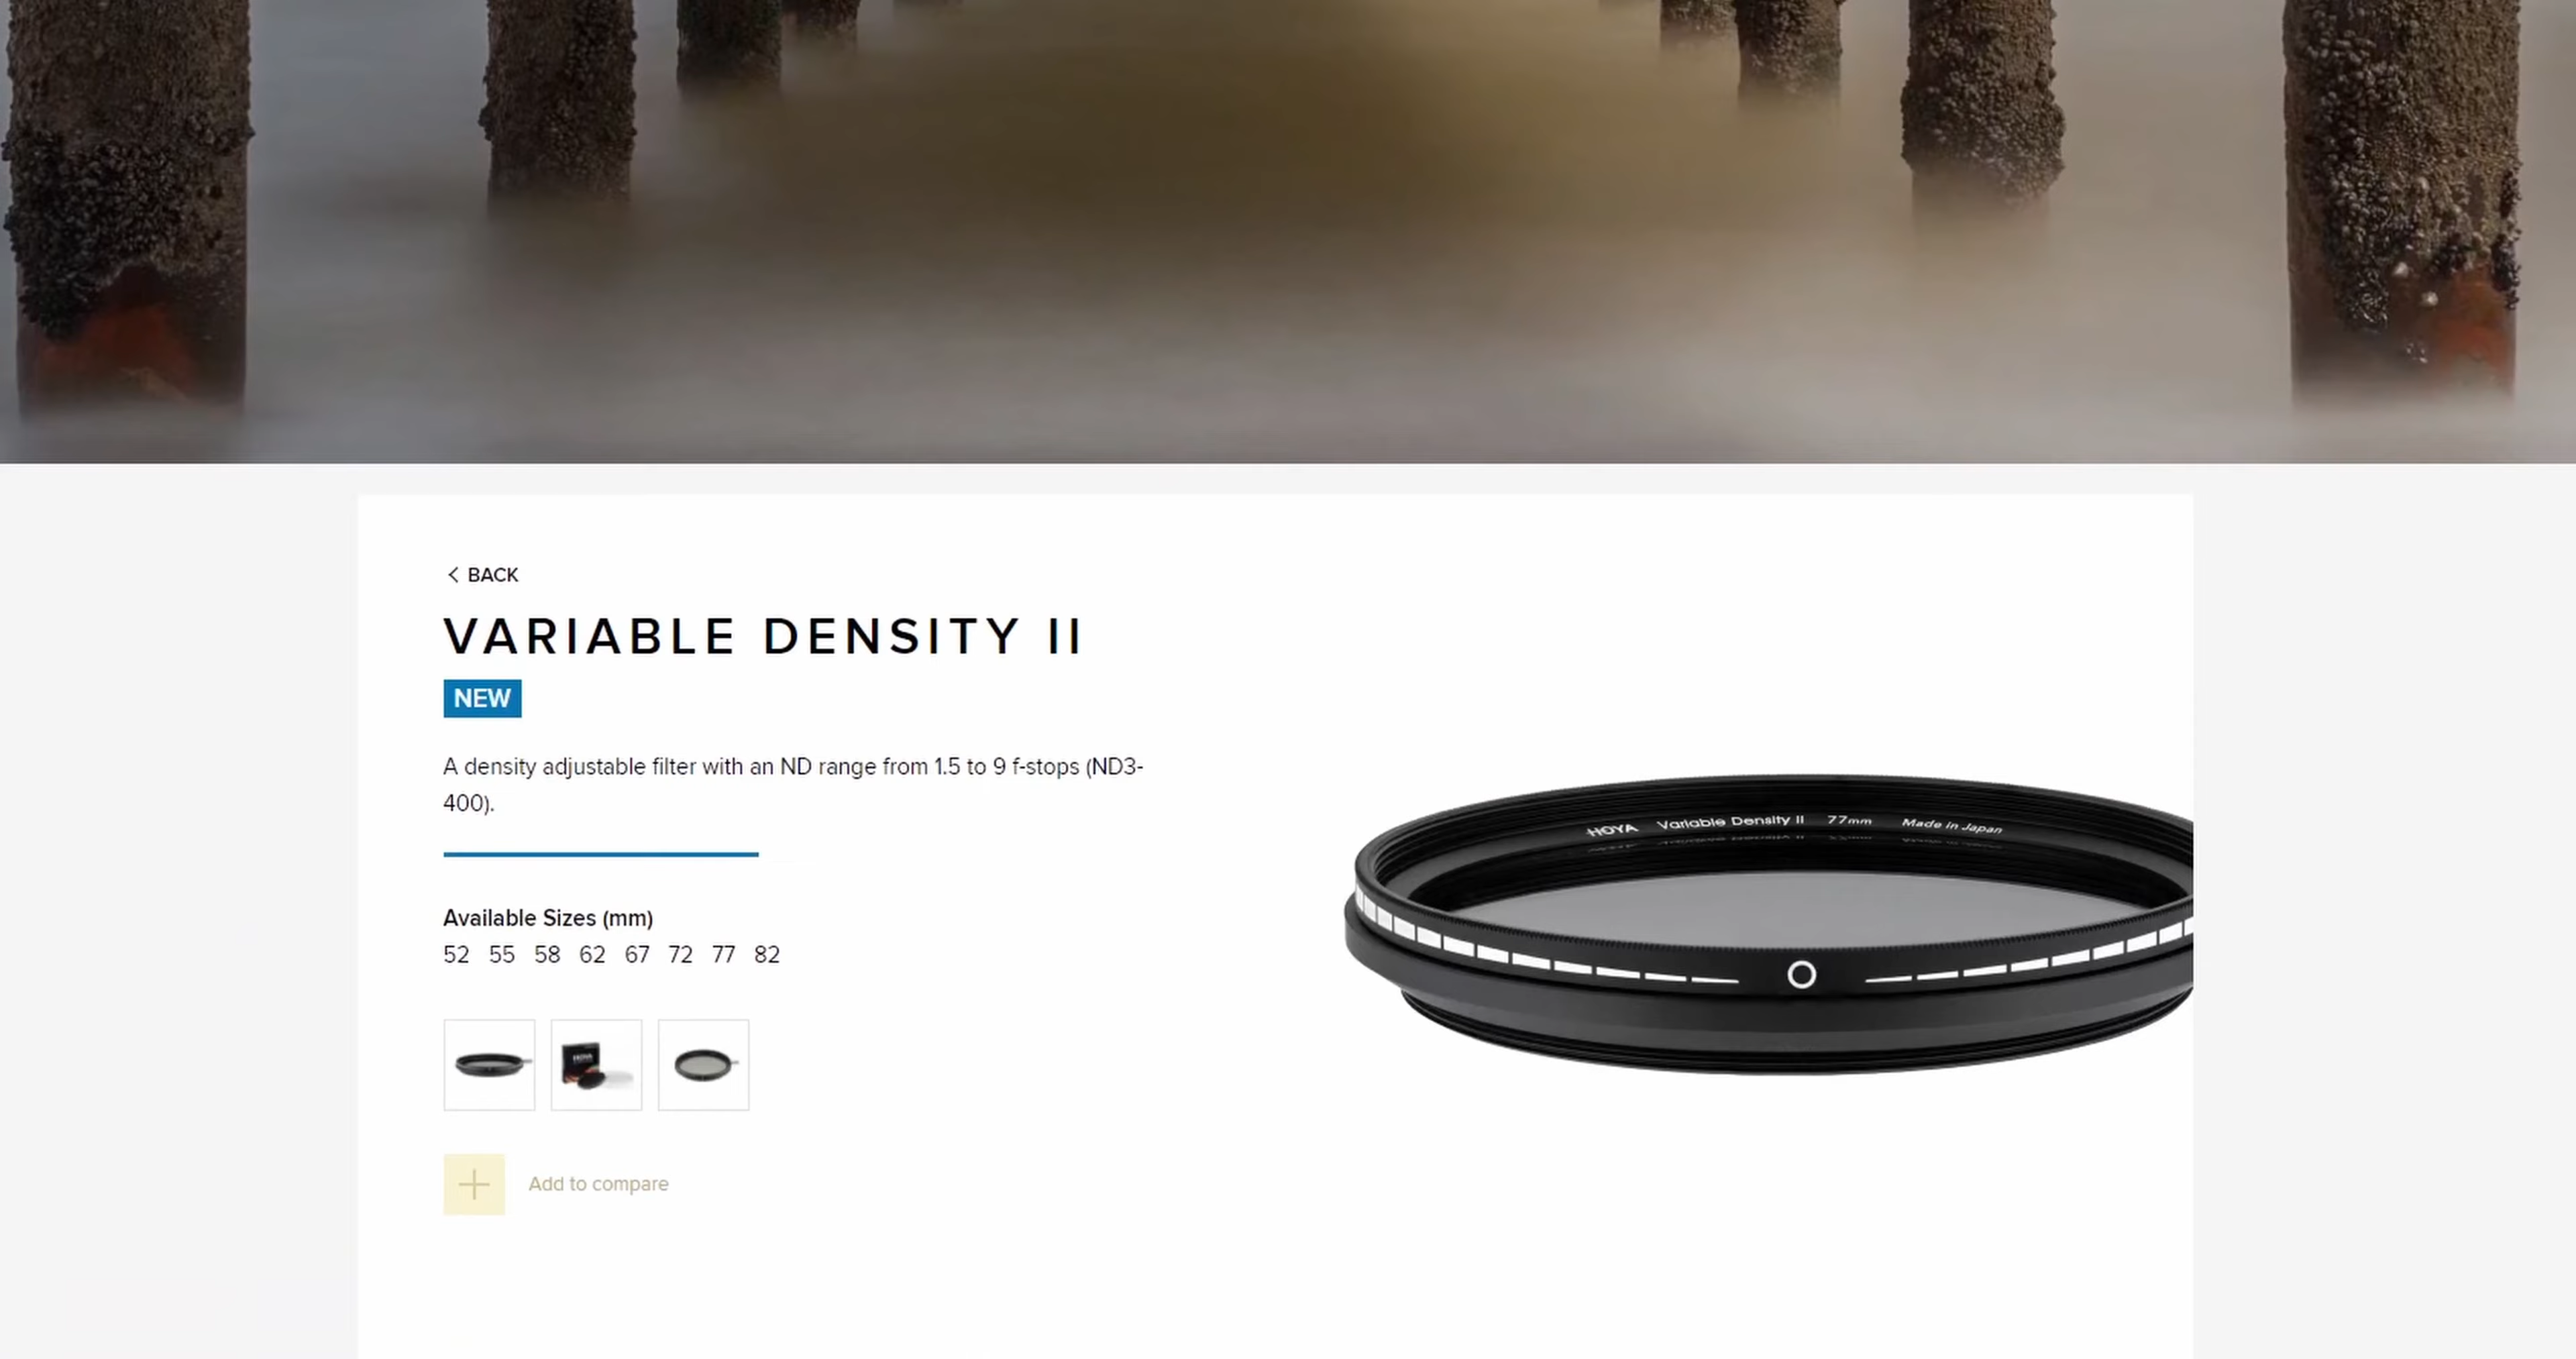 BACK
VARIABLE DENSITY II
NEW
A density adjustable filter with an ND range from 1.5 to 9 f-stops (ND3-
400).
HOYA Variable Density II 77mm Made in Japan
Available Sizes (mm)
52 55 58 62 67 72 77 82
HOYA
Add to compare